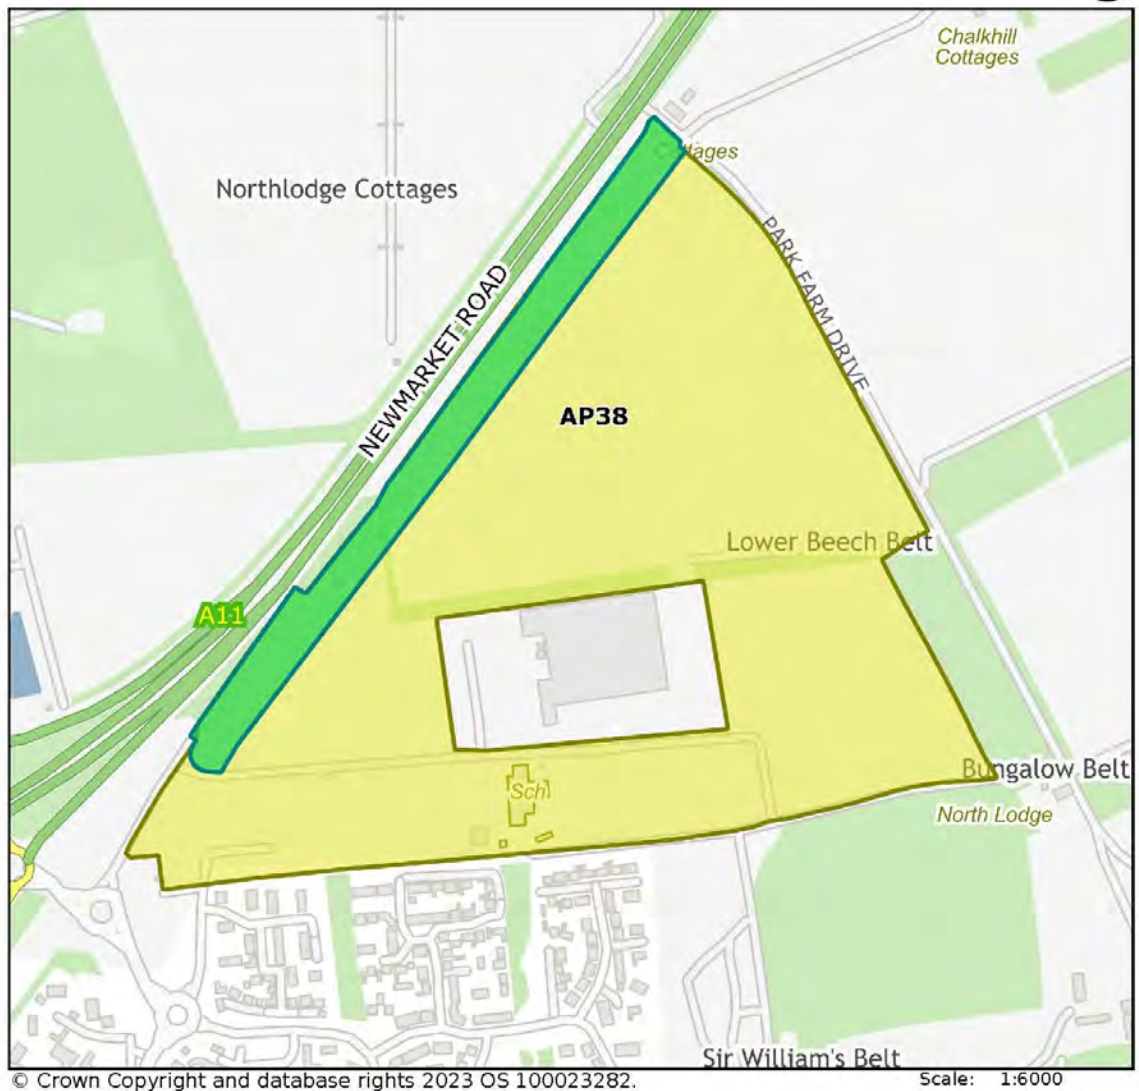 Chalkhill
Cottages
Cottages
Northlodge Cottages
PARK FARM DRIVE
NEWMARKET ROAD
AP38
Lower Beech Belt
A11
Bungalow Belt
Sch
North Lodge
Sir William's Belt
© Crown Copyright and database rights 2023 OS 100023282.
Scale: 1:6000